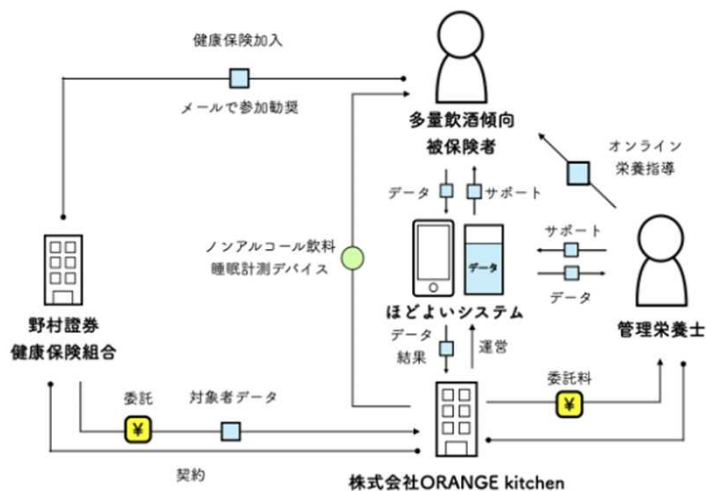 健康保険加入
メールで参加勧奨
多量飲酒傾向
被保険者
オンライン
栄養指導
データ
サポート
ノンアルコール飲料
睡眠計測デバイス
データ
サポート
データ
ほどよいシステム
管理栄養士
野村證券
健康保険組合
データ
結果
運営
委託
¥
対象者データ
委託料
¥
契約
株式会社ORANGE kitchen